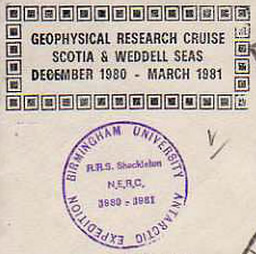 GEOPHYSICAL RESEARCH CRUISE
SCOTIA & WEDDELL SEAS
DECEMBER 1980 - MARCH 1981
BIRMINGHAM UNIVERSITY ANTARCTIC EXPEDITION
R.R.S. Shackleton
N.E.R.C.
1980 - 1981